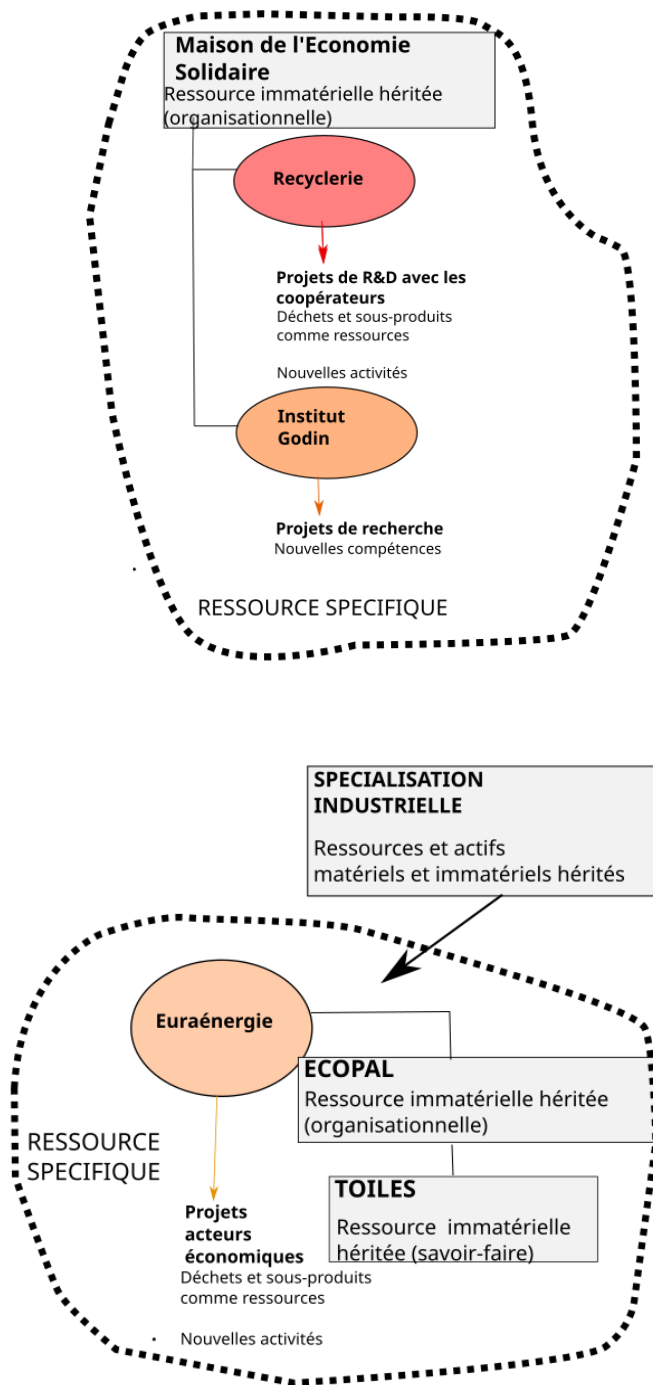 Maison de l'Economie
Solidaire
Ressource immatérielle héritée
(organisationnelle)
Recyclerie
Projets de R&D avec les
coopérateurs
Déchets et sous-produits
comme ressources
Nouvelles activités
Institut
Godin
Projets de recherche
Nouvelles compétences
RESSOURCE SPECIFIQUE
SPECIALISATION
INDUSTRIELLE
Ressources et actifs
matériels et immatériels hérités
Euraénergie
ECOPAL
Ressource immatérielle héritée
(organisationnelle)
RESSOURCE
SPECIFIQUE
TOILES
Ressource immatérielle
héritée (savoir-faire)
Projets
acteurs
économiques
Déchets et sous-produits
comme ressources
Nouvelles activités